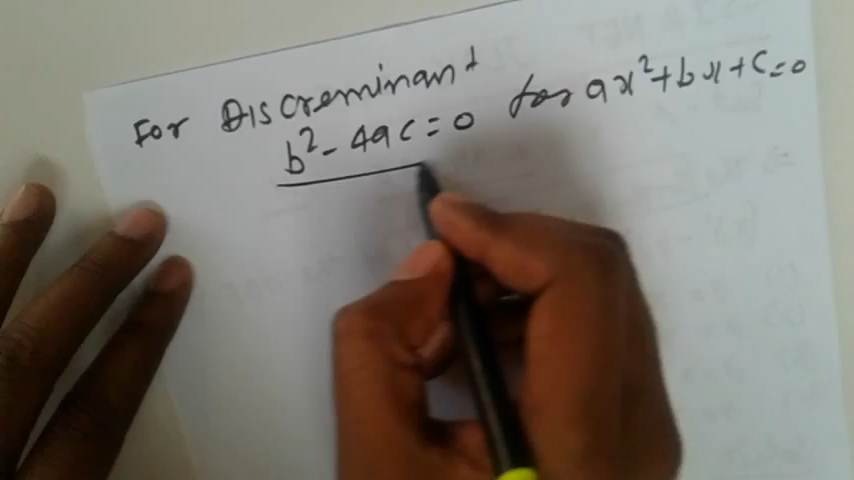 For Discreminant
b² - 4ac = 0 for ax² + bx + c = 0